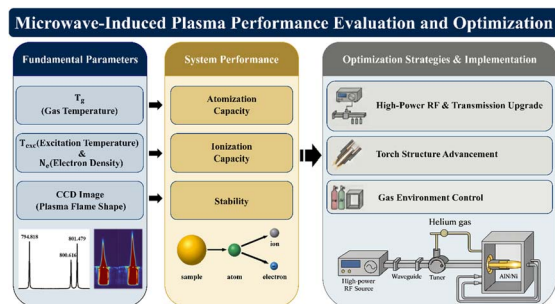 Microwave-Induced Plasma Performance Evaluation and Optimization
Fundamental Parameters
Tg
(Gas Temperature)
Texc(Excitation Temperature)
&
Ne(Electron Density)
CCD Image
(Plasma Flame Shape)
794.818
801.479
800.616
System Performance
Atomization
Capacity
Ionization
Capacity
Stability
ion
sample
atom
electron
Optimization Strategies & Implementation
High-Power RF & Transmission Upgrade
Torch Structure Advancement
Gas Environment Control
Helium gas
High-power
RF Source
Waveguide
Tuner
AlN/Ni